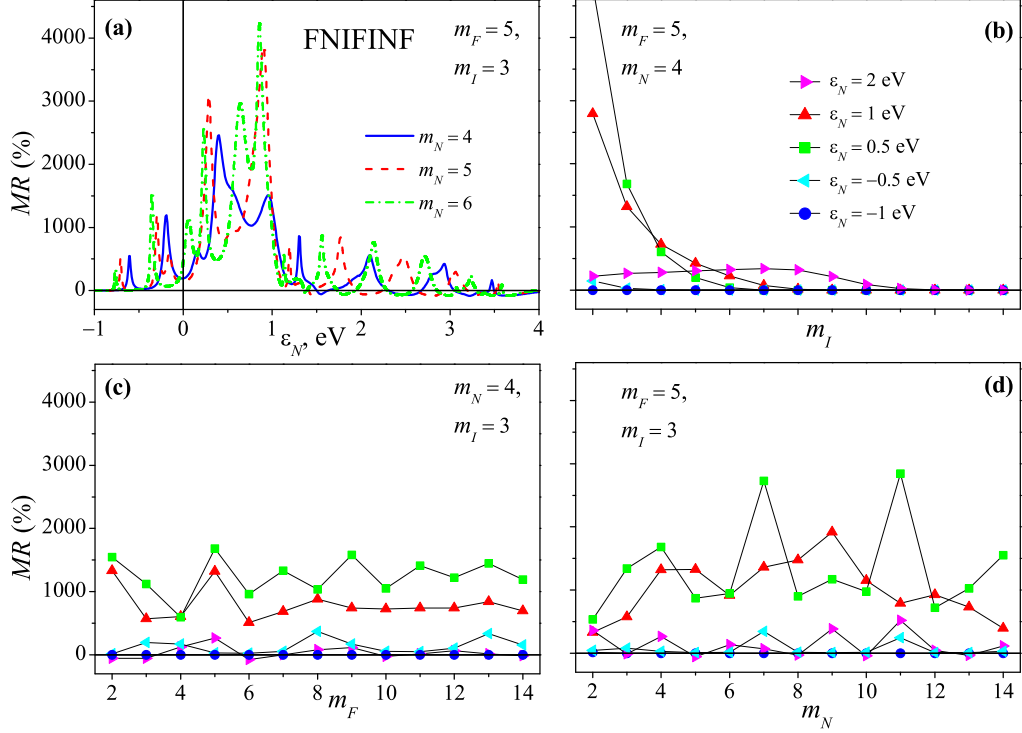 (a)
FNIFINF
m_F = 5,
m_I = 3
m_N = 4
m_N = 5
m_N = 6
MR (%)
4000
3000
2000
1000
0
−1 0 1 2 3 4
ε_N, eV
(b)
m_F = 5,
m_N = 4
ε_N = 2 eV
ε_N = 1 eV
ε_N = 0.5 eV
ε_N = −0.5 eV
ε_N = −1 eV
m_I
(c)
m_N = 4,
m_I = 3
MR (%)
4000
3000
2000
1000
0
2 4 6 8 10 12 14
m_F
(d)
m_F = 5,
m_I = 3
2 4 6 8 10 12 14
m_N